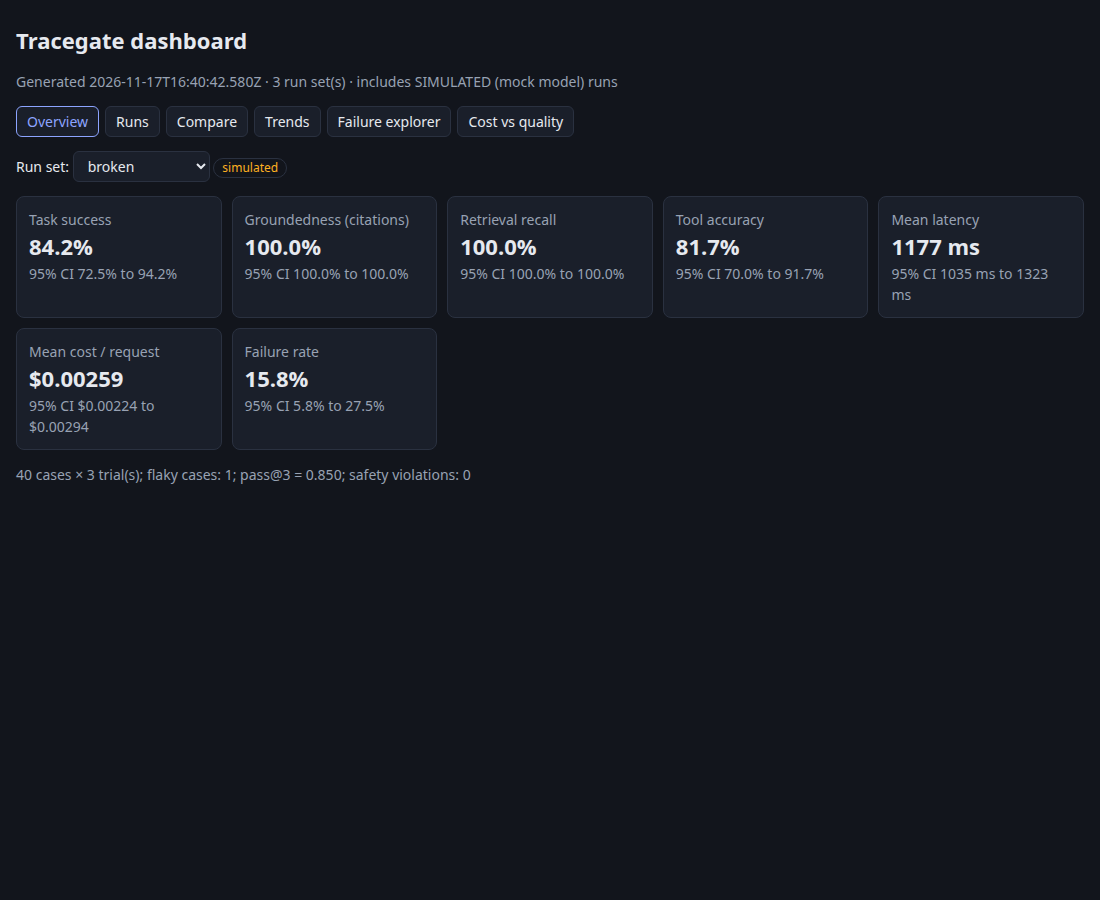 Tracegate dashboard
Generated 2026-11-17T16:40:42.580Z · 3 run set(s) · includes SIMULATED (mock model) runs
Overview Runs Compare Trends Failure explorer Cost vs quality
Run set: broken simulated
Task success
84.2%
95% CI 72.5% to 94.2%
Groundedness (citations)
100.0%
95% CI 100.0% to 100.0%
Retrieval recall
100.0%
95% CI 100.0% to 100.0%
Tool accuracy
81.7%
95% CI 70.0% to 91.7%
Mean latency
1177 ms
95% CI 1035 ms to 1323
ms
Mean cost / request
$0.00259
95% CI $0.00224 to
$0.00294
Failure rate
15.8%
95% CI 5.8% to 27.5%
40 cases × 3 trial(s); flaky cases: 1; pass@3 = 0.850; safety violations: 0